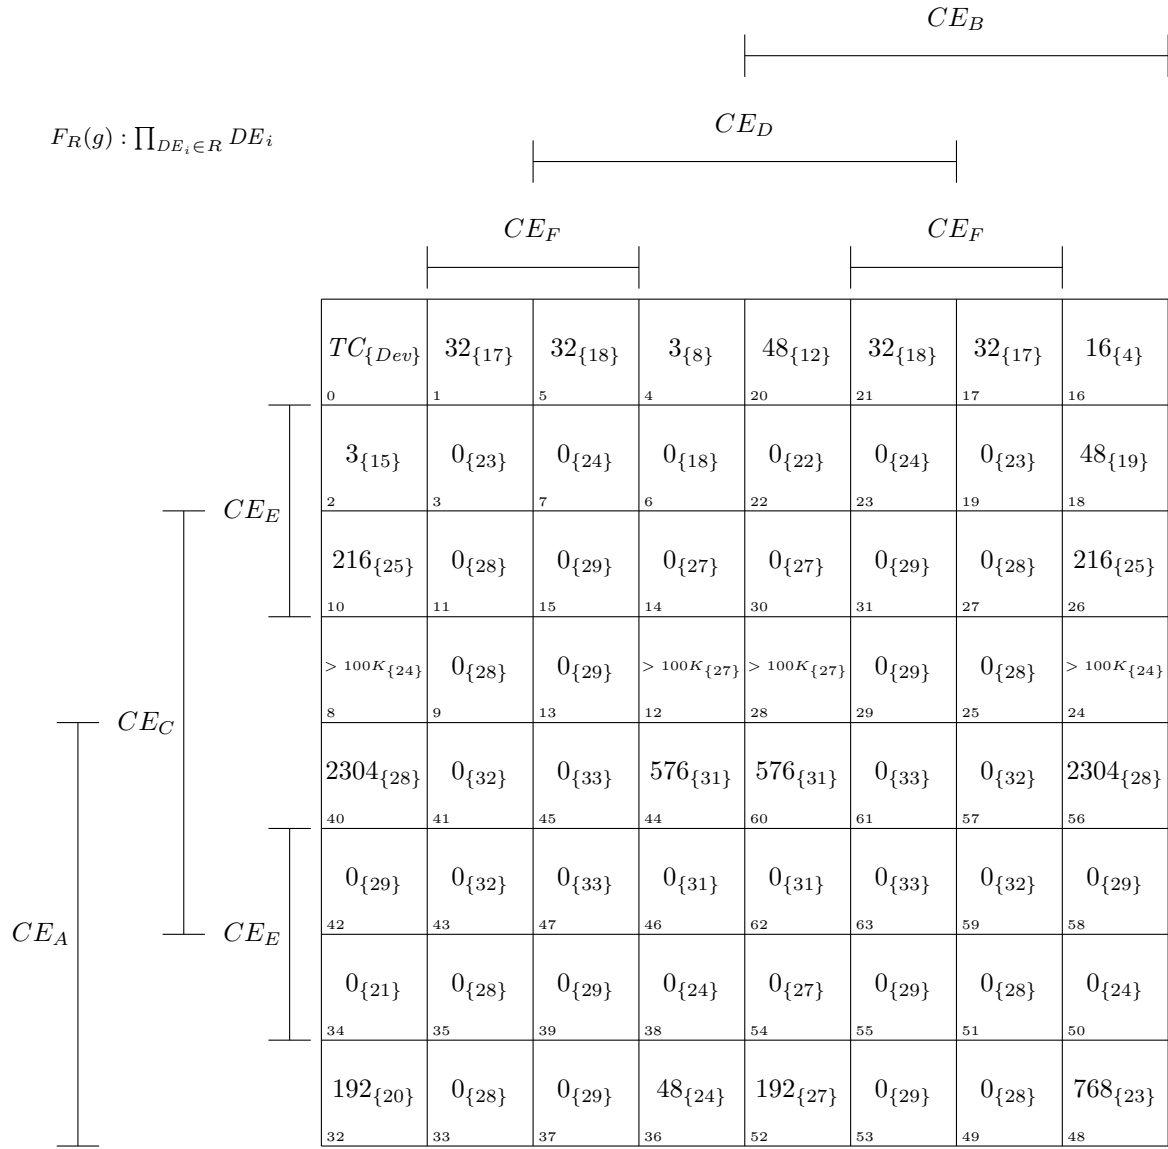 CE_B
F_R(g) : ∏_{DE_i∈R} DE_i
CE_D
CE_F CE_F
TC_{Dev} 32_{17} 32_{18} 3_{8} 48_{12} 32_{18} 32_{17} 16_{4}
0 1 5 4 20 21 17 16
3_{15} 0_{23} 0_{24} 0_{18} 0_{22} 0_{24} 0_{23} 48_{19}
2 3 7 6 22 23 19 18
CE_E
216_{25} 0_{28} 0_{29} 0_{27} 0_{27} 0_{29} 0_{28} 216_{25}
10 11 15 14 30 31 27 26
> 100K_{24} 0_{28} 0_{29} > 100K_{27} > 100K_{27} 0_{29} 0_{28} > 100K_{24}
8 9 13 12 28 29 25 24
CE_C
2304_{28} 0_{32} 0_{33} 576_{31} 576_{31} 0_{33} 0_{32} 2304_{28}
40 41 45 44 60 61 57 56
0_{29} 0_{32} 0_{33} 0_{31} 0_{31} 0_{33} 0_{32} 0_{29}
42 43 47 46 62 63 59 58
CE_A CE_E
0_{21} 0_{28} 0_{29} 0_{24} 0_{27} 0_{29} 0_{28} 0_{24}
34 35 39 38 54 55 51 50
192_{20} 0_{28} 0_{29} 48_{24} 192_{27} 0_{29} 0_{28} 768_{23}
32 33 37 36 52 53 49 48